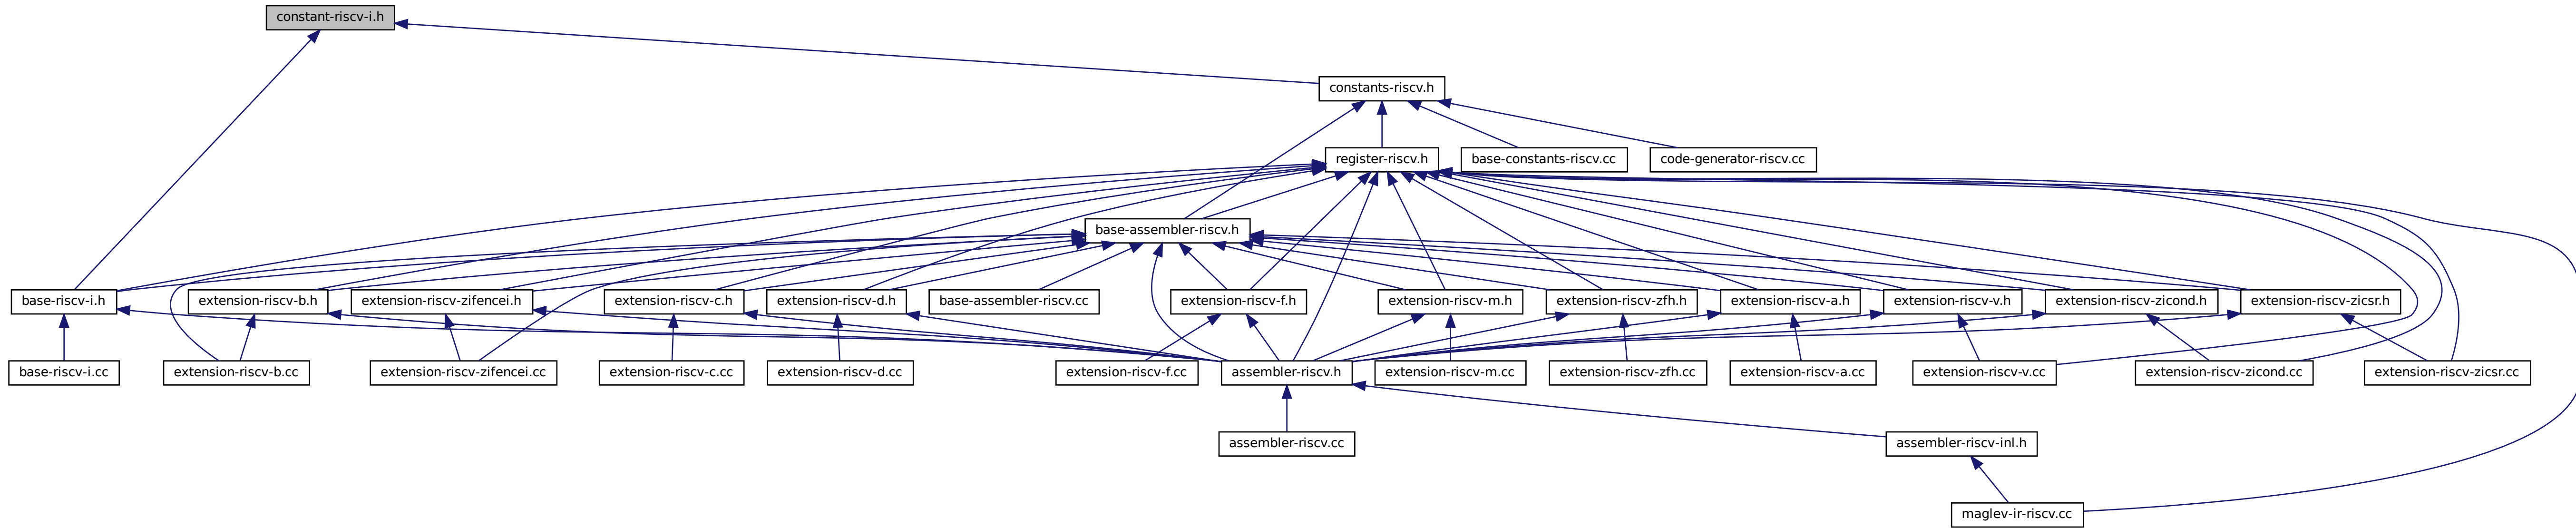 constant-riscv-i.h
constants-riscv.h
register-riscv.h
base-constants-riscv.cc
code-generator-riscv.cc
base-assembler-riscv.h
base-riscv-i.h
extension-riscv-b.h
extension-riscv-zifencei.h
extension-riscv-c.h
extension-riscv-d.h
base-assembler-riscv.cc
extension-riscv-f.h
extension-riscv-m.h
extension-riscv-zfh.h
extension-riscv-a.h
extension-riscv-v.h
extension-riscv-zicond.h
extension-riscv-zicsr.h
base-riscv-i.cc
extension-riscv-b.cc
extension-riscv-zifencei.cc
extension-riscv-c.cc
extension-riscv-d.cc
extension-riscv-f.cc
assembler-riscv.h
extension-riscv-m.cc
extension-riscv-zfh.cc
extension-riscv-a.cc
extension-riscv-v.cc
extension-riscv-zicond.cc
extension-riscv-zicsr.cc
assembler-riscv.cc
assembler-riscv-inl.h
maglev-ir-riscv.cc